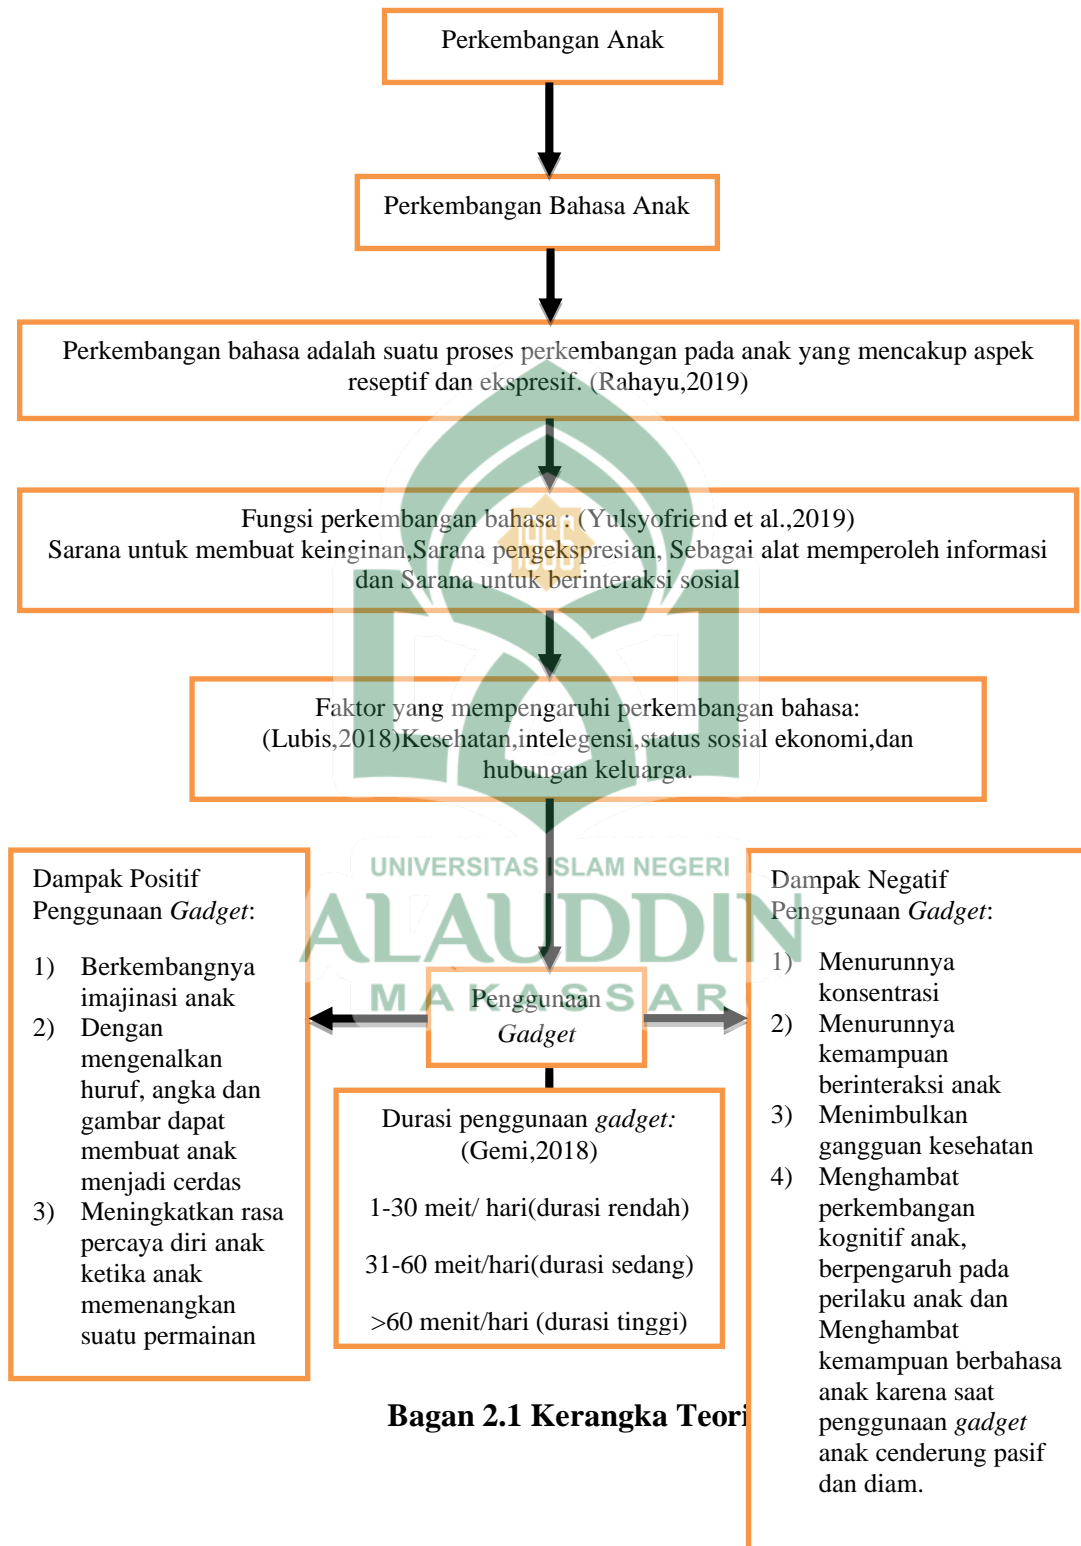 Perkembangan Anak
Perkembangan Bahasa Anak
Perkembangan bahasa adalah suatu proses perkembangan pada anak yang mencakup aspek
reseptif dan ekspresif. (Rahayu,2019)
Fungsi perkembangan bahasa : (Yulsyofriend et al.,2019)
Sarana untuk membuat keinginan,Sarana pengekspresian, Sebagai alat memperoleh informasi
dan Sarana untuk berinteraksi sosial
1965
Faktor yang mempengaruhi perkembangan bahasa:
(Lubis,2018)Kesehatan,intelegensi,status sosial ekonomi,dan
hubungan keluarga.
UNIVERSITAS ISLAM NEGERI
ALAUDDIN
MAKASSAR
Dampak Positif
Penggunaan Gadget:
1) Berkembangnya
imajinasi anak
2) Dengan
mengenalkan
huruf, angka dan
gambar dapat
membuat anak
menjadi cerdas
3) Meningkatkan rasa
percaya diri anak
ketika anak
memenangkan
suatu permainan
Penggunaan
Gadget
Durasi penggunaan gadget:
(Gemi,2018)
1-30 meit/ hari(durasi rendah)
31-60 meit/hari(durasi sedang)
>60 menit/hari (durasi tinggi)
Dampak Negatif
Penggunaan Gadget:
1) Menurunnya
konsentrasi
2) Menurunnya
kemampuan
berinteraksi anak
3) Menimbulkan
gangguan kesehatan
4) Menghambat
perkembangan
kognitif anak,
berpengaruh pada
perilaku anak dan
Menghambat
kemampuan berbahasa
anak karena saat
penggunaan gadget
anak cenderung pasif
dan diam.
Bagan 2.1 Kerangka Teori